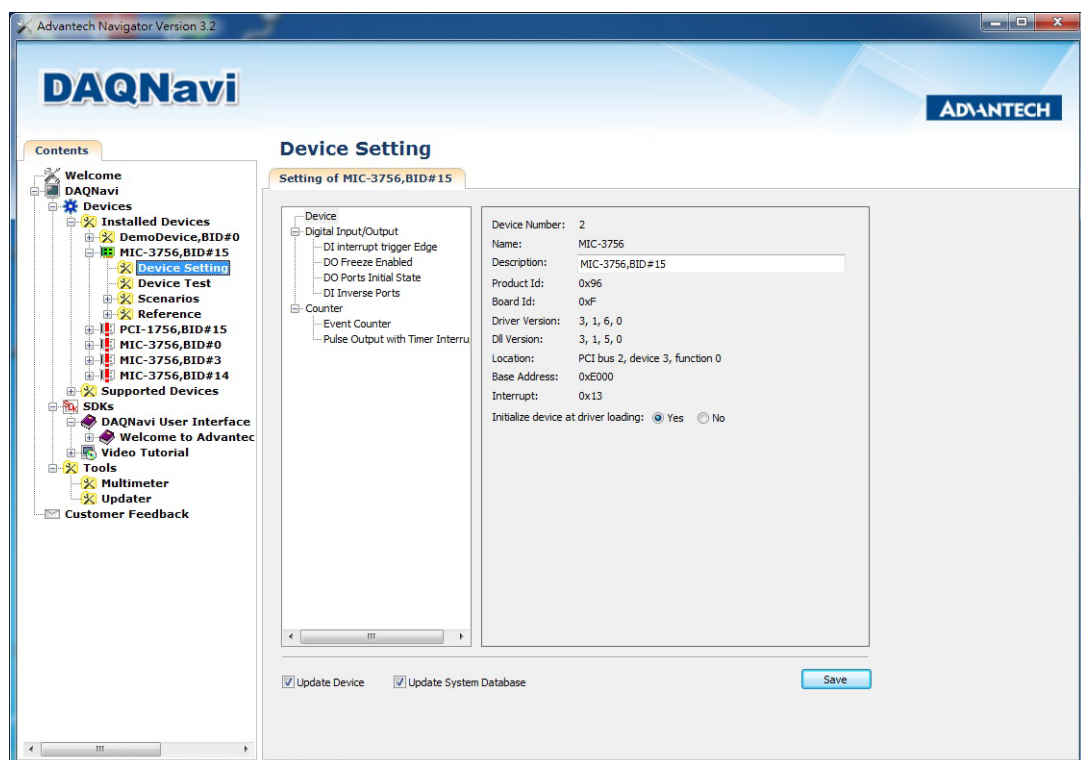 Advantech Navigator Version 3.2
DAQNavi
ADVANTECH
Contents
Welcome
DAQNavi
Devices
Installed Devices
DemoDevice,BID#0
MIC-3756,BID#15
Device Setting
Device Test
Scenarios
Reference
PCI-1756,BID#15
MIC-3756,BID#0
MIC-3756,BID#3
MIC-3756,BID#14
Supported Devices
SDKs
DAQNavi User Interface
Welcome to Advantec
Video Tutorial
Tools
Multimeter
Updater
Customer Feedback
Device Setting
Setting of MIC-3756,BID#15
Device
Digital Input/Output
DI interrupt trigger Edge
DO Freeze Enabled
DO Ports Initial State
DI Inverse Ports
Counter
Event Counter
Pulse Output with Timer Interru
Device Number: 2
Name: MIC-3756
Description: MIC-3756,BID#15
Product Id: 0x96
Board Id: 0xF
Driver Version: 3, 1, 6, 0
Dll Version: 3, 1, 5, 0
Location: PCI bus 2, device 3, function 0
Base Address: 0xE000
Interrupt: 0x13
Initialize device at driver loading: Yes No
Update Device Update System Database Save